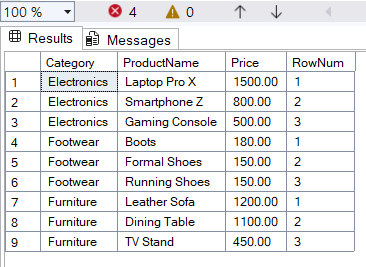 100 % 4 0
Results Messages
Category ProductName Price RowNum
1 Electronics Laptop Pro X 1500.00 1
2 Electronics Smartphone Z 800.00 2
3 Electronics Gaming Console 500.00 3
4 Footwear Boots 180.00 1
5 Footwear Formal Shoes 150.00 2
6 Footwear Running Shoes 150.00 3
7 Furniture Leather Sofa 1200.00 1
8 Furniture Dining Table 1100.00 2
9 Furniture TV Stand 450.00 3